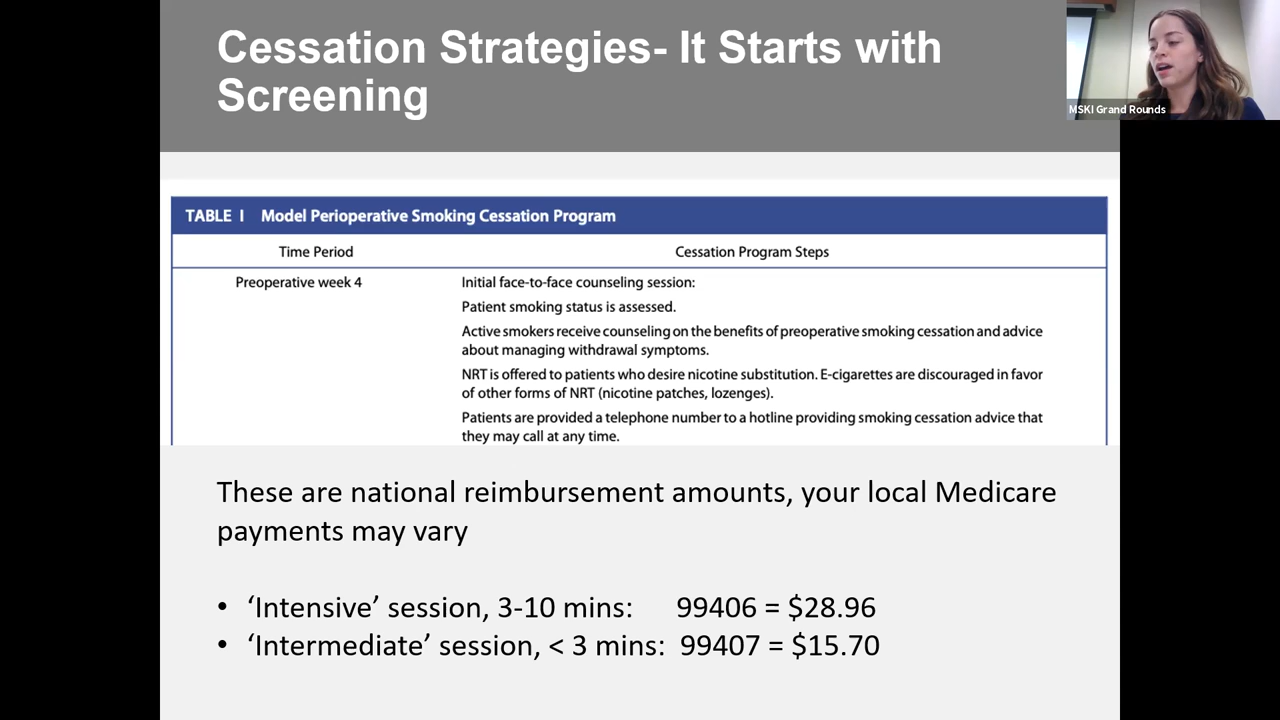 Cessation Strategies- It Starts with
Screening
MSKI Grand Rounds
TABLE I Model Perioperative Smoking Cessation Program
Time Period Cessation Program Steps
Preoperative week 4 Initial face-to-face counseling session:
Patient smoking status is assessed.
Active smokers receive counseling on the benefits of preoperative smoking cessation and advice
about managing withdrawal symptoms.
NRT is offered to patients who desire nicotine substitution. E-cigarettes are discouraged in favor
of other forms of NRT (nicotine patches, lozenges).
Patients are provided a telephone number to a hotline providing smoking cessation advice that
they may call at any time.
These are national reimbursement amounts, your local Medicare
payments may vary
• ‘Intensive’ session, 3-10 mins: 99406 = $28.96
• ‘Intermediate’ session, < 3 mins: 99407 = $15.70